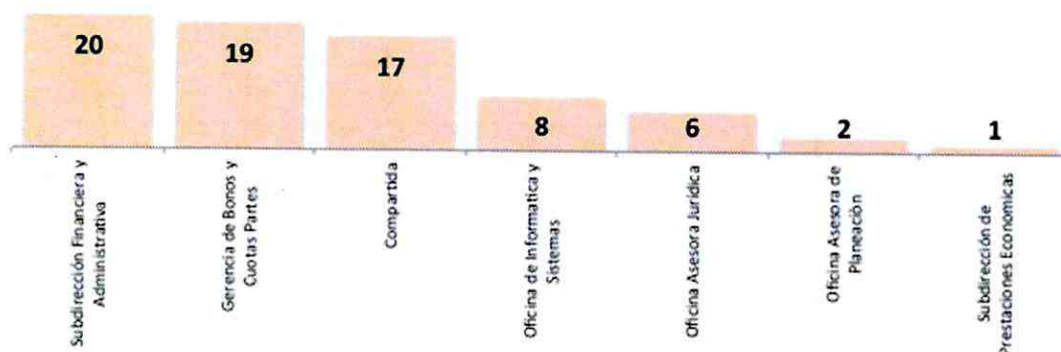 20
19
17
8
6
2
1
Subdirección Financiera y
Administrativa
Gerencia de Bonos y
Cuotas Partes
Compartida
Oficina de Informatica y
Sistemas
Oficina Asesora Jurídica
Oficina Asesora de
Planeación
Subdirección de
Prestaciones Economicas